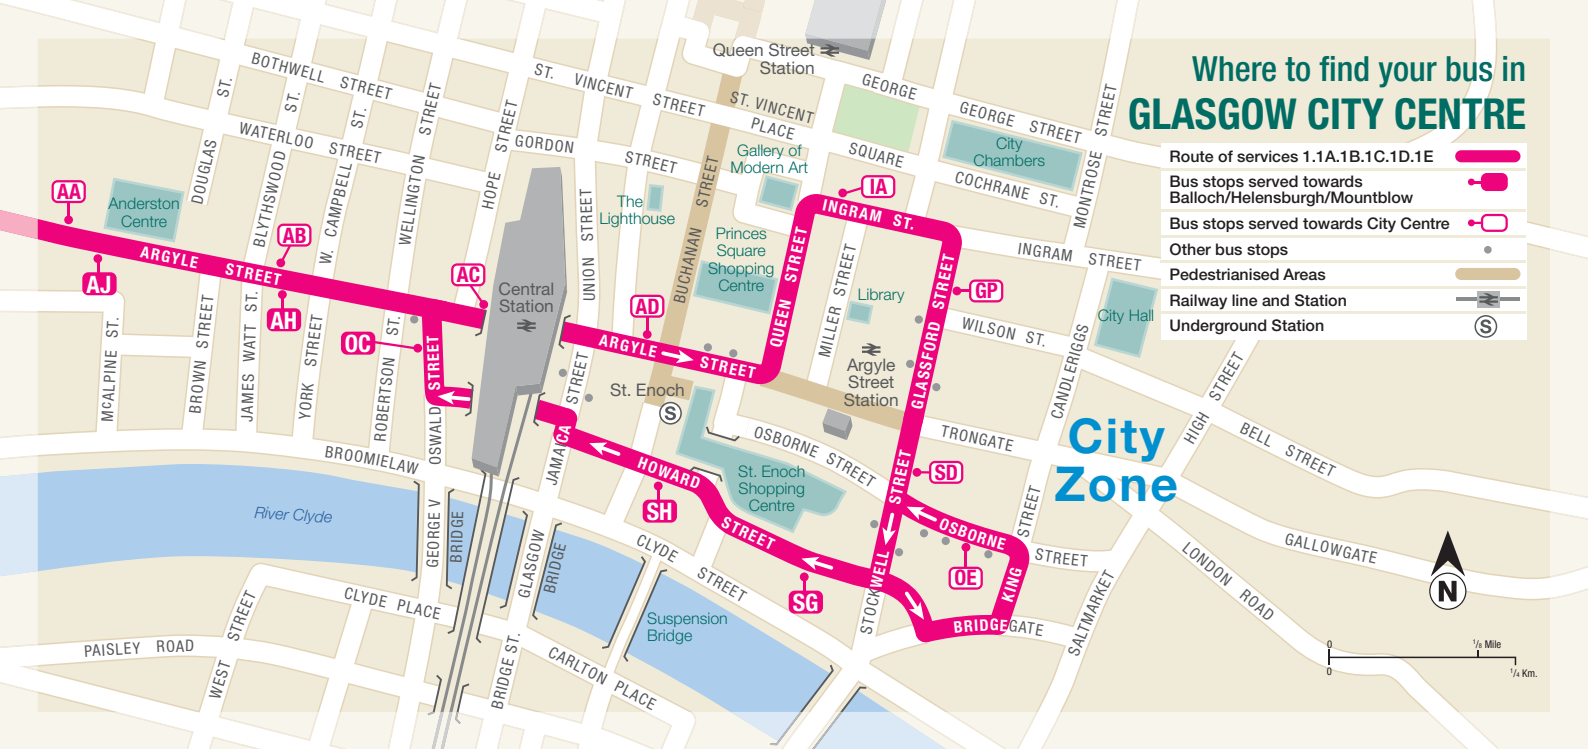 Where to find your bus in
GLASGOW CITY CENTRE
Route of services 1.1A.1B.1C.1D.1E
Bus stops served towards
Balloch/Helensburgh/Mountblow
Bus stops served towards City Centre
Other bus stops
Pedestrianised Areas
Railway line and Station
Underground Station
S
Queen Street
Station
BOTHWELL STREET
ST. VINCENT STREET
ST. VINCENT
PLACE
GEORGE
SQUARE
GEORGE STREET
City
Chambers
COCHRANE ST.
MONTROSE STREET
WATERLOO STREET
GORDON STREET
DOUGLAS ST.
BLYTHSWOOD ST.
W. CAMPBELL ST.
WELLINGTON STREET
HOPE STREET
UNION STREET
BUCHANAN STREET
Gallery of
Modern Art
The
Lighthouse
Princes
Square
Shopping
Centre
AA
Anderston
Centre
AB
AC
AD
IA
INGRAM ST.
INGRAM STREET
ARGYLE STREET
AJ
AH
OC
Central
Station
ARGYLE STREET
QUEEN STREET
MILLER STREET
Library
GLASSFORD STREET
GP
WILSON ST.
City Hall
CANDLERIGGS
HIGH STREET
Argyle
Street
Station
MCALPINE ST.
BROWN STREET
JAMES WATT ST.
YORK STREET
ROBERTSON ST.
OSWALD STREET
JAMAICA STREET
St. Enoch
S
TRONGATE
City
Zone
BELL STREET
BROOMIELAW
OSBORNE STREET
St. Enoch
Shopping
Centre
HOWARD STREET
SH
SD
SG
OSBORNE STREET
OE
KING STREET
STOCKWELL STREET
BRIDGEGATE
SALTMARKET
GALLOWGATE
LONDON ROAD
River Clyde
GEORGE V
BRIDGE
GLASGOW
BRIDGE
CLYDE STREET
Suspension
Bridge
CLYDE PLACE
PAISLEY ROAD
WEST STREET
BRIDGE ST.
CARLTON PLACE
N
0
1/8 Mile
0
1/4 Km.